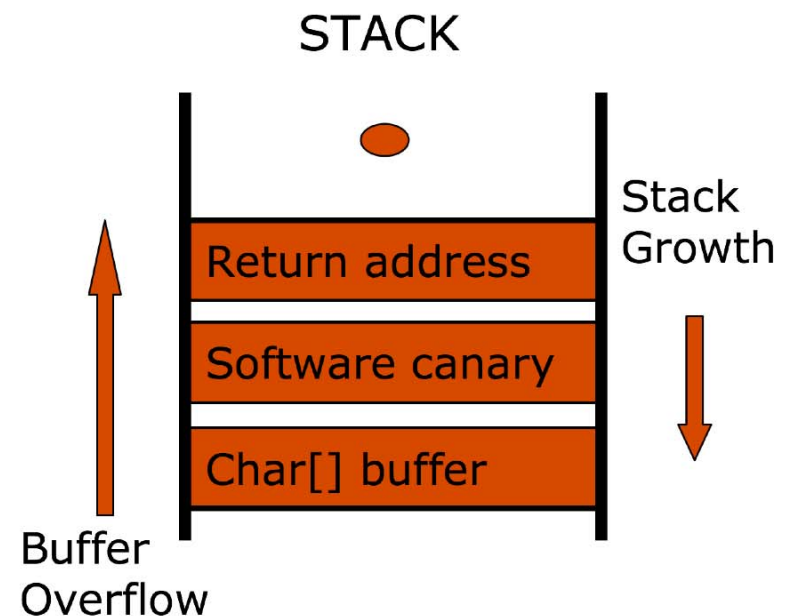 STACK
Stack
Growth
Return address
Software canary
Char[] buffer
Buffer
Overflow